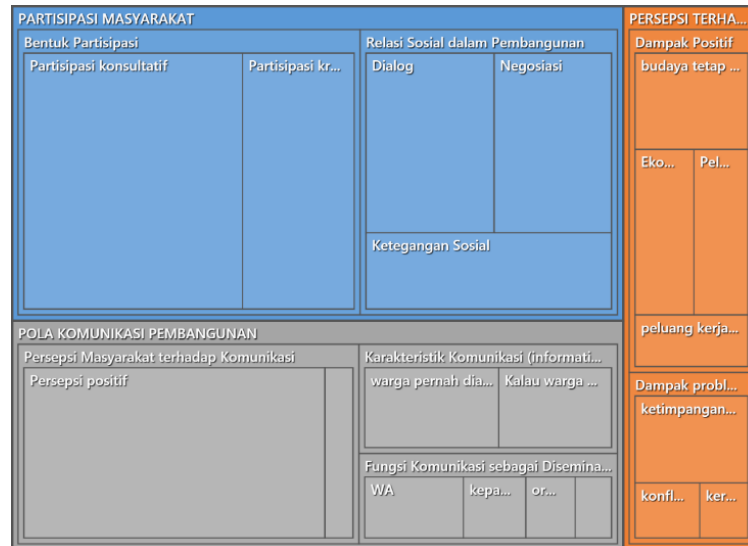 PARTISIPASI MASYARAKAT
Bentuk Partisipasi
Partisipasi konsultatif
Partisipasi kr...
Relasi Sosial dalam Pembangunan
Dialog
Negosiasi
Ketegangan Sosial
PERSEPSI TERHA...
Dampak Positif
budaya tetap ...
Eko...
Pel...
peluang kerja...
Dampak probl...
ketimpangan...
konfl...
ker...
POLA KOMUNIKASI PEMBANGUNAN
Persepsi Masyarakat terhadap Komunikasi
Persepsi positif
Karakteristik Komunikasi (informati...
warga pernah dia...
Kalau warga ...
Fungsi Komunikasi sebagai Disemina...
WA
kepa...
or...